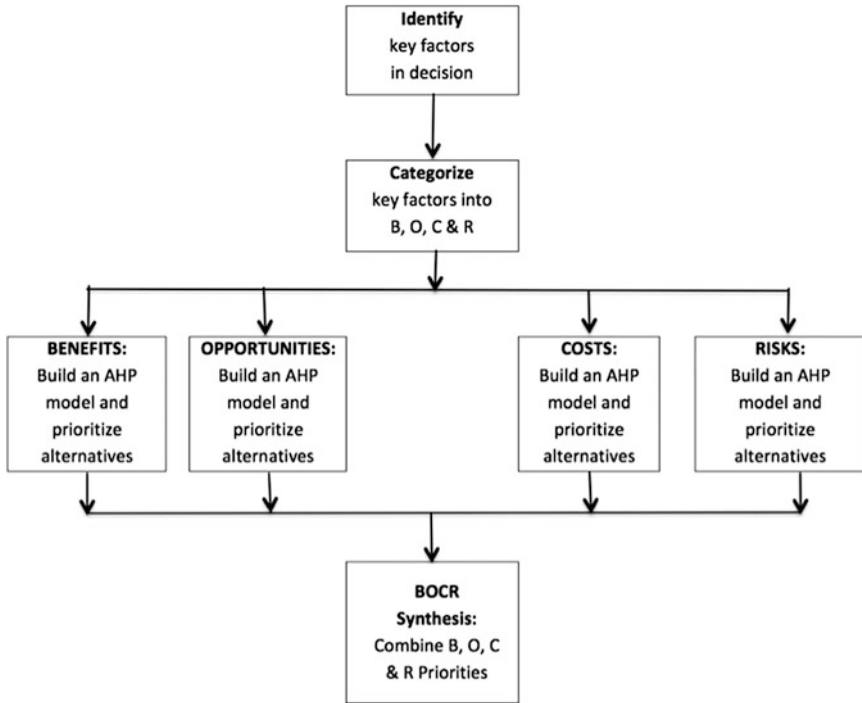 Identify
key factors
in decision
Categorize
key factors into
B, O, C & R
BENEFITS:
Build an AHP
model and
prioritize
alternatives
OPPORTUNITIES:
Build an AHP
model and
prioritize
alternatives
COSTS:
Build an AHP
model and
prioritize
alternatives
RISKS:
Build an AHP
model and
prioritize
alternatives
BOCR
Synthesis:
Combine B, O, C
& R Priorities